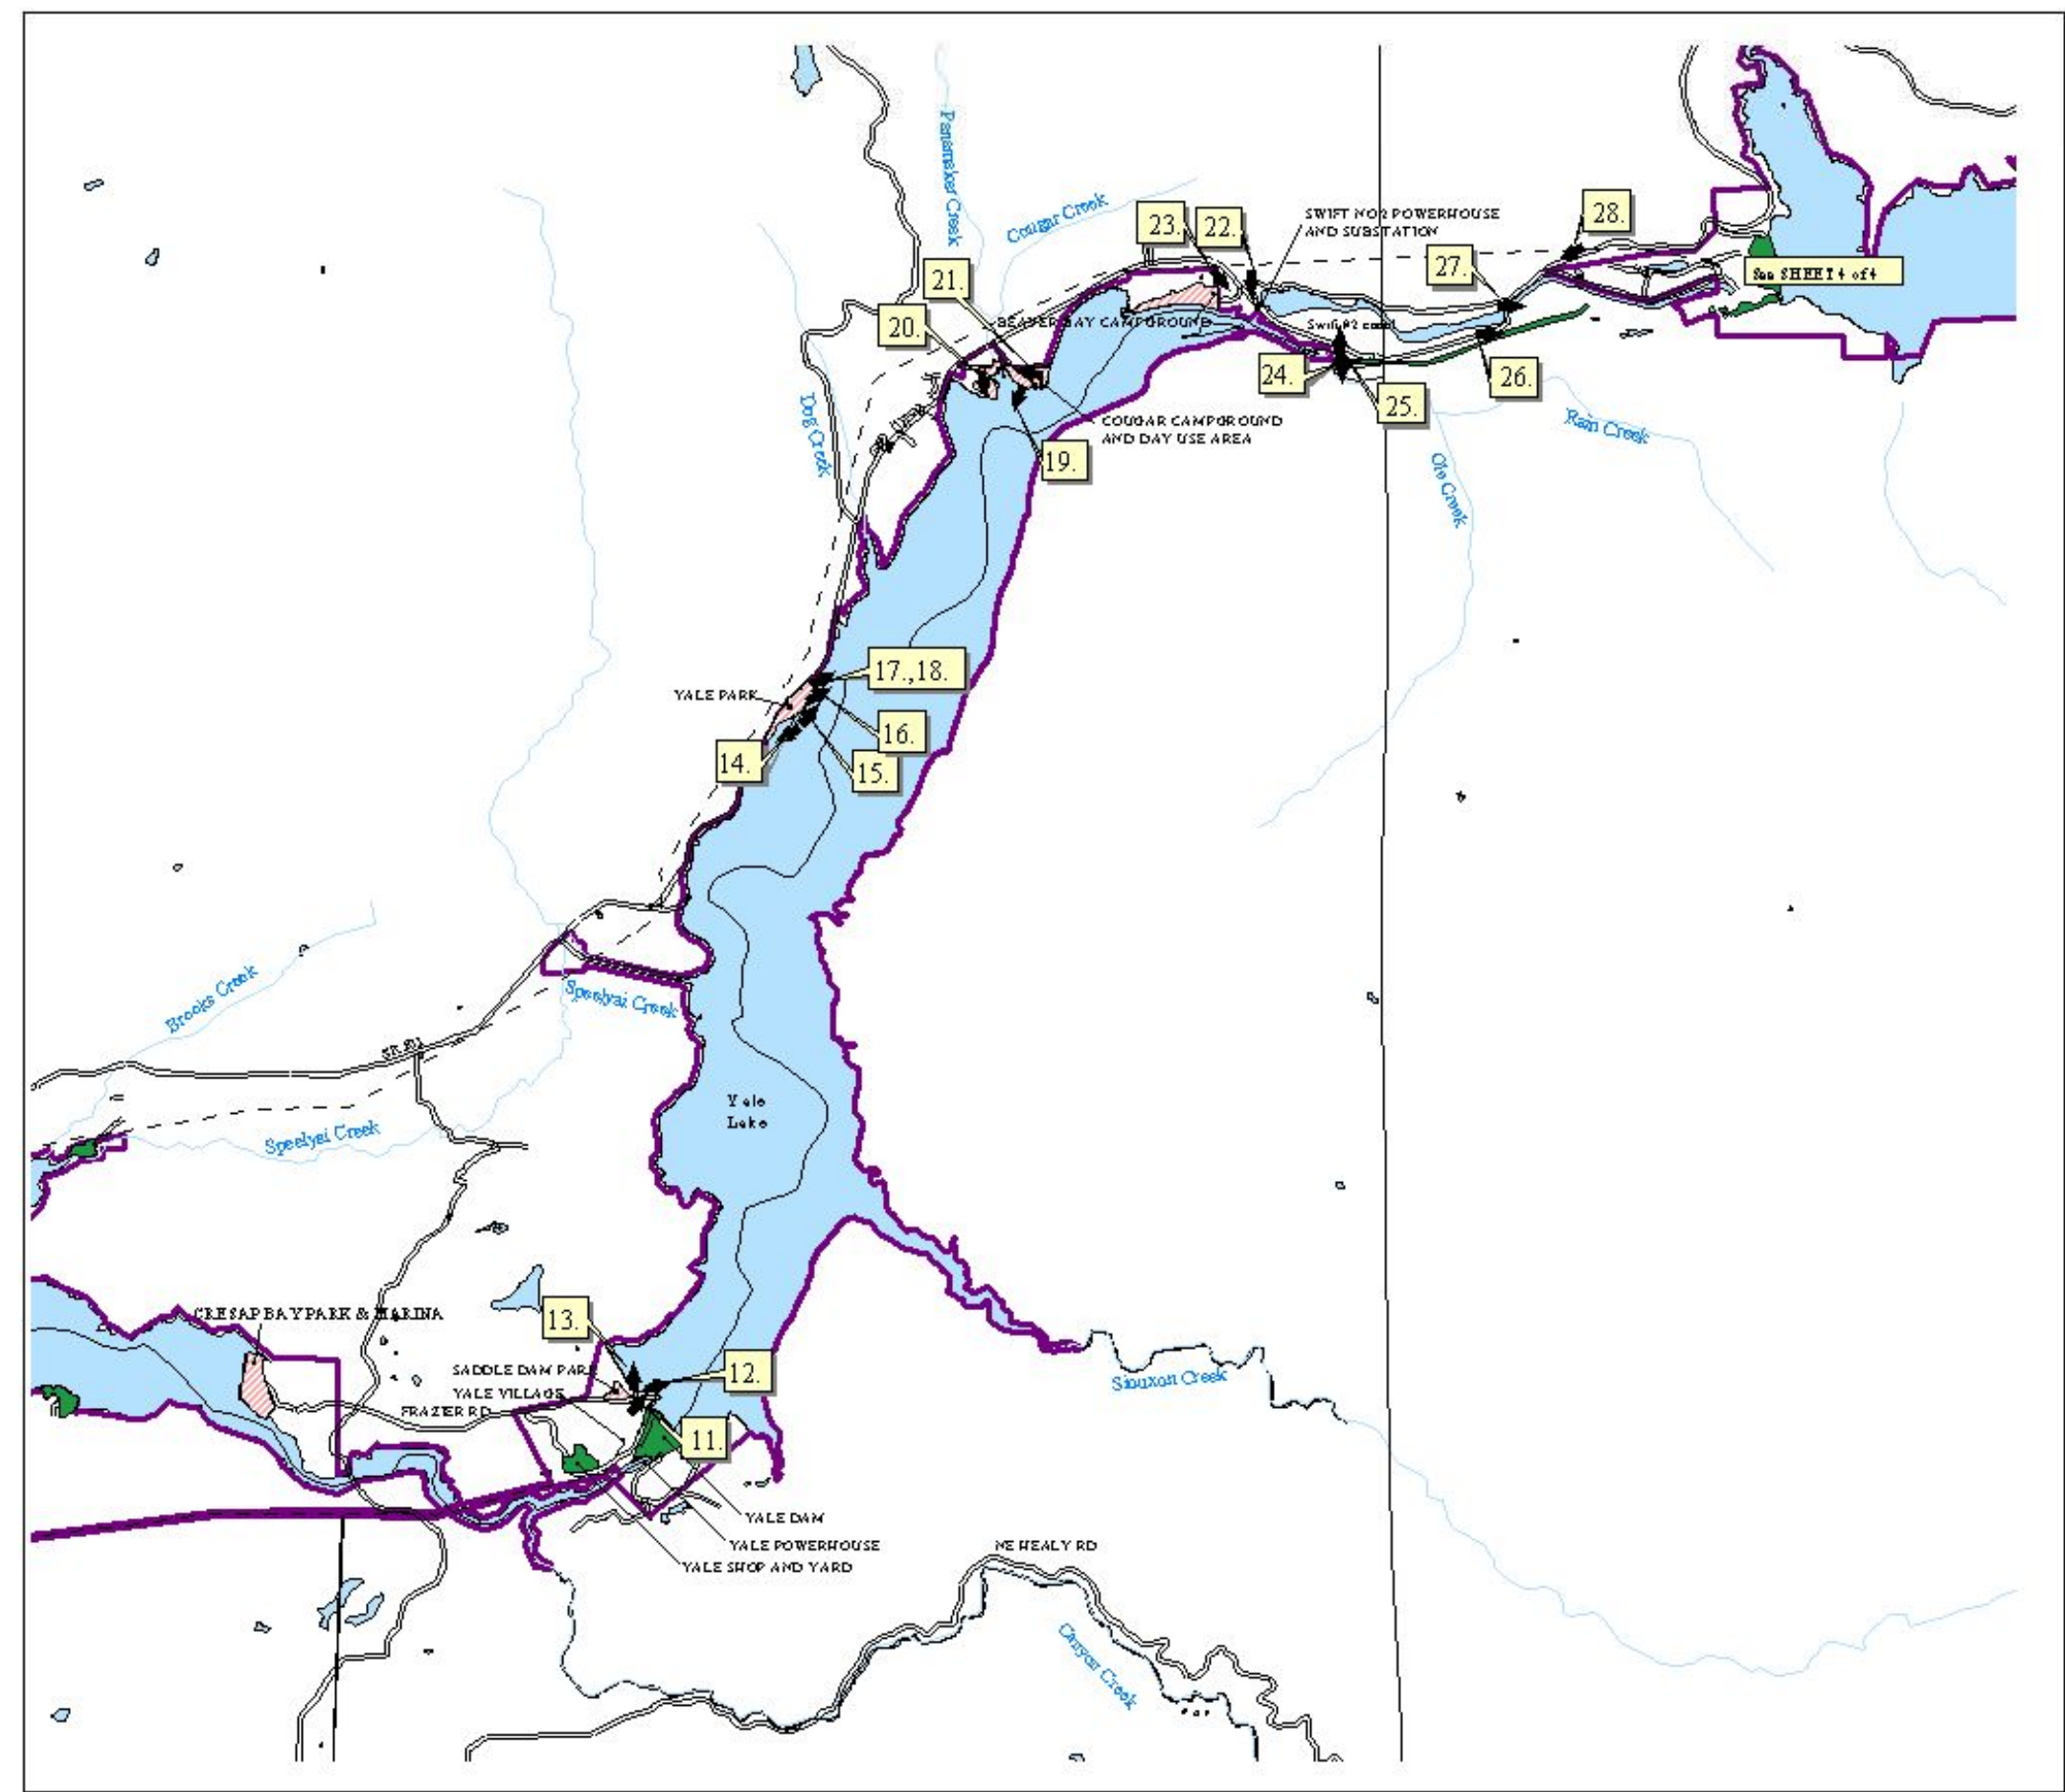 Panamaker Creek
Cougar Creek
23.
22.
SWIFT NO 2 POWERHOUSE
AND SUBSTATION
28.
27.
See SHEET 4 of 4
21.
20.
BEAVER BAY CAMPGROUND
Swift #2 canal
24.
25.
26.
Dog Creek
COUGAR CAMPGROUND
AND DAY USE AREA
19.
Rain Creek
Ole Creek
17.,18.
YALE PARK
16.
14.
15.
Brooks Creek
Speelyai Creek
Yale
Lake
Speelyai Creek
CRESAP BAY PARK & MARINA
13.
SADDLE DAM PARK
12.
YALE VILLAGE
FRAZIER RD
Siouxon Creek
11.
YALE DAM
YALE POWERHOUSE
YALE SHOP AND YARD
NE HEALY RD
Canyon Creek